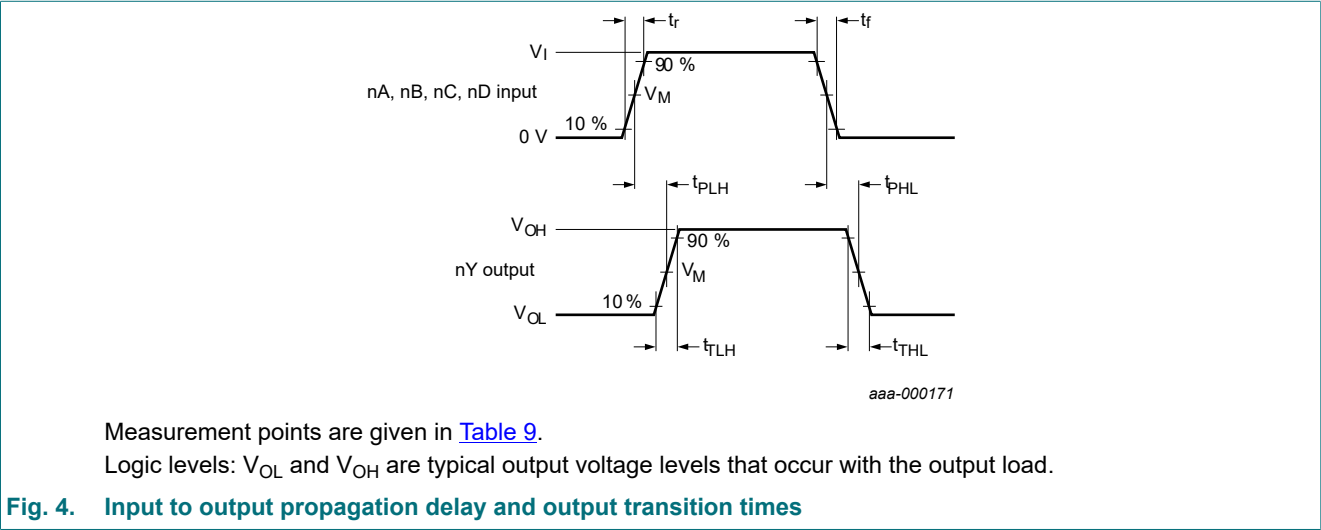 tr tf
VI
90 %
nA, nB, nC, nD input VM
10 %
0 V
tPLH tPHL
VOH
90 %
nY output VM
10 %
VOL
tTLH tTHL
aaa-000171
Measurement points are given in Table 9.
Logic levels: VOL and VOH are typical output voltage levels that occur with the output load.
Fig. 4. Input to output propagation delay and output transition times